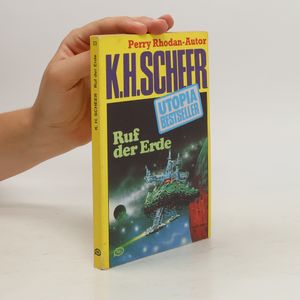 Perry Rhodan-Autor
K.H.SCHEER
UTOPIA
BESTSELLER
Ruf
der Erde
K. H. SCHEER Ruf der Erde